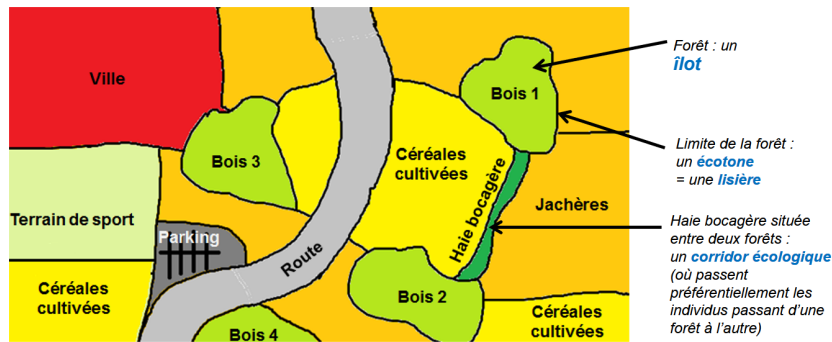 Ville
Bois 1
Bois 3
Céréales
cultivées
Haie bocagère
Jachères
Terrain de sport
Parking
Route
Céréales
cultivées
Bois 2
Bois 4
Céréales
cultivées
Forêt : un
îlot
Limite de la forêt :
un écotone
= une lisière
Haie bocagère située
entre deux forêts :
un corridor écologique
(où passent
préférentiellement les
individus passant d'une
forêt à l'autre)